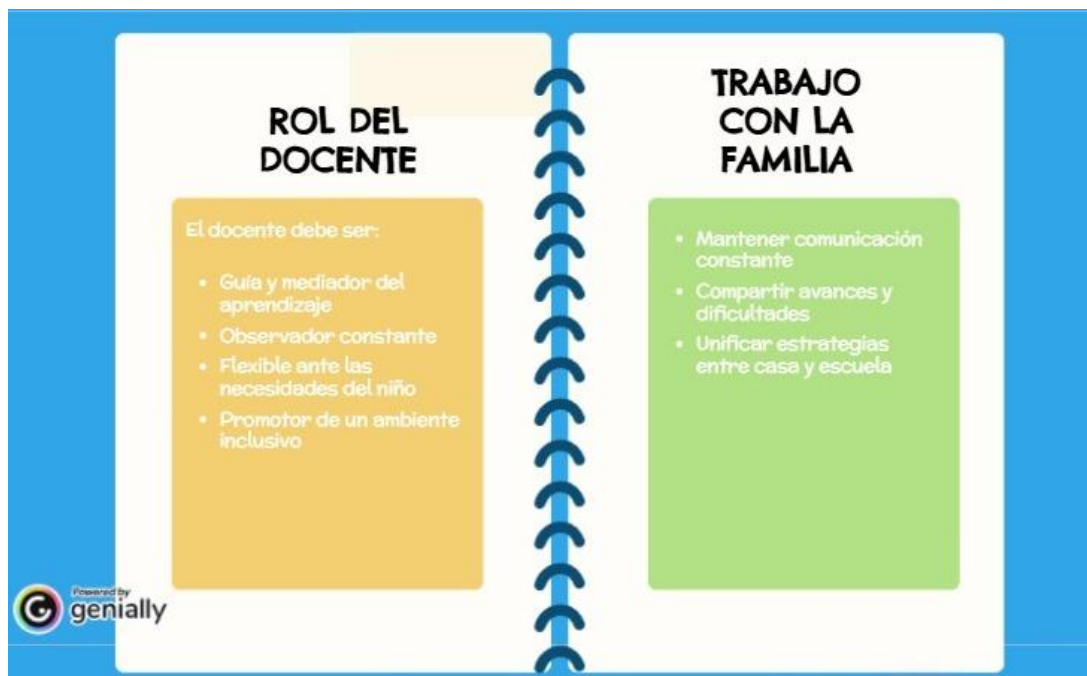 ROL DEL
DOCENTE
El docente debe ser:
• Guía y mediador del
aprendizaje
• Observador constante
• Flexible ante las
necesidades del niño
• Promotor de un ambiente
inclusivo
TRABAJO
CON LA
FAMILIA
• Mantener comunicación
constante
• Compartir avances y
dificultades
• Unificar estrategias
entre casa y escuela
Powered by
genially